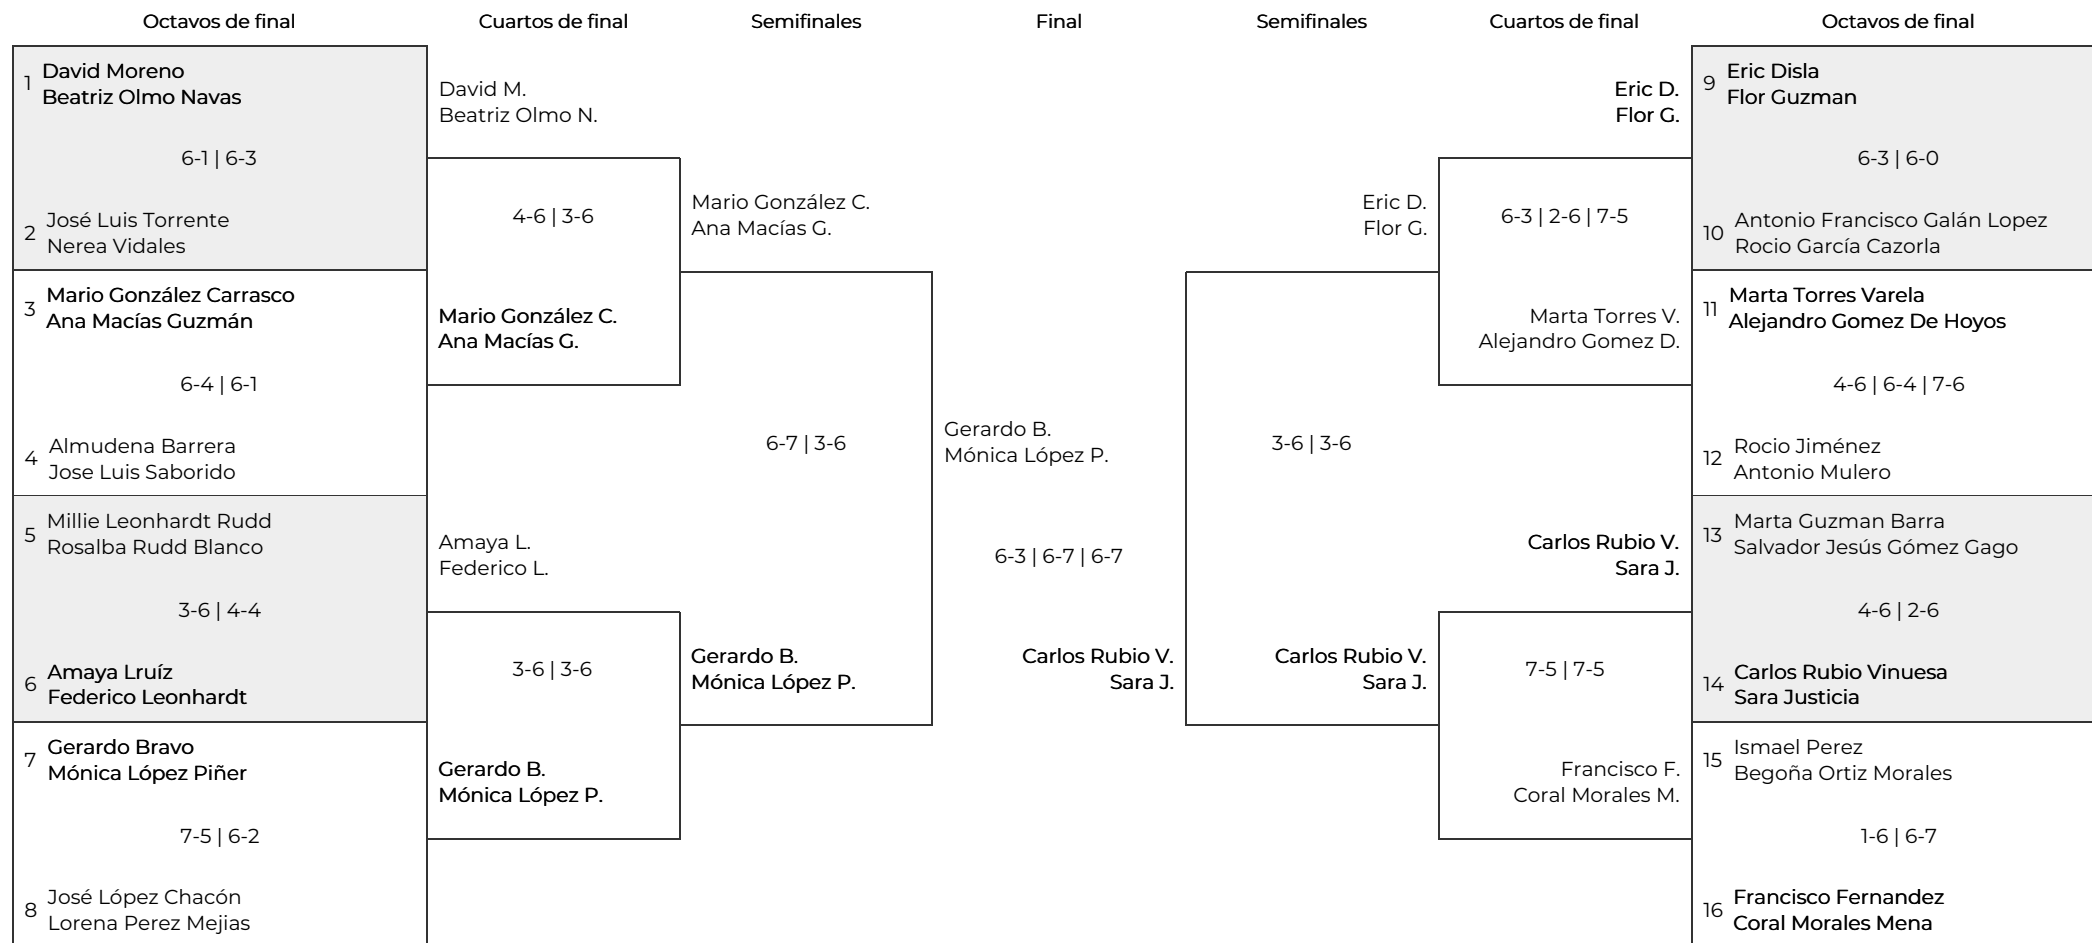 Octavos de final
Cuartos de final
Semifinales
Final
Semifinales
Cuartos de final
Octavos de final
1
David Moreno
Beatriz Olmo Navas
6-1 | 6-3
2
José Luis Torrente
Nerea Vidales
3
Mario González Carrasco
Ana Macías Guzmán
6-4 | 6-1
4
Almudena Barrera
Jose Luis Saborido
5
Millie Leonhardt Rudd
Rosalba Rudd Blanco
3-6 | 4-4
6
Amaya Lruíz
Federico Leonhardt
7
Gerardo Bravo
Mónica López Piñer
7-5 | 6-2
8
José López Chacón
Lorena Perez Mejias
David M.
Beatriz Olmo N.
4-6 | 3-6
Mario González C.
Ana Macías G.
Amaya L.
Federico L.
3-6 | 3-6
Gerardo B.
Mónica López P.
Mario González C.
Ana Macías G.
6-7 | 3-6
Gerardo B.
Mónica López P.
Gerardo B.
Mónica López P.
6-3 | 6-7 | 6-7
Carlos Rubio V.
Sara J.
Eric D.
Flor G.
3-6 | 3-6
Carlos Rubio V.
Sara J.
Eric D.
Flor G.
6-3 | 2-6 | 7-5
Marta Torres V.
Alejandro Gomez D.
Carlos Rubio V.
Sara J.
7-5 | 7-5
Francisco F.
Coral Morales M.
9
Eric Disla
Flor Guzman
6-3 | 6-0
10
Antonio Francisco Galán Lopez
Rocio García Cazorla
11
Marta Torres Varela
Alejandro Gomez De Hoyos
4-6 | 6-4 | 7-6
12
Rocio Jiménez
Antonio Mulero
13
Marta Guzman Barra
Salvador Jesús Gómez Gago
4-6 | 2-6
14
Carlos Rubio Vinuesa
Sara Justicia
15
Ismael Perez
Begoña Ortiz Morales
1-6 | 6-7
16
Francisco Fernandez
Coral Morales Mena